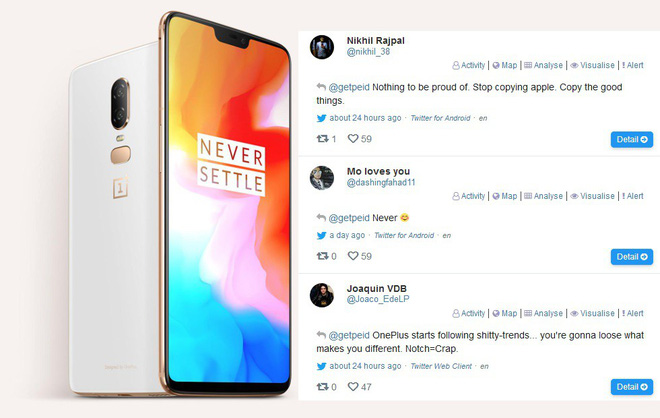 NEVER
SETTLE
1
Nikhil Rajpal
@nikhil_38
Activity | Map | Analyse | Visualise | ! Alert
@getpeid Nothing to be proud of. Stop copying apple. Copy the good
things.
about 24 hours ago · Twitter for Android · en
1 59
Detail
Mo loves you
@dashingfahad11
Activity | Map | Analyse | Visualise | ! Alert
@getpeid Never 😊
a day ago · Twitter for Android · en
0 59
Detail
Joaquin VDB
@Joaco_EdeLP
Activity | Map | Analyse | Visualise | ! Alert
@getpeid OnePlus starts following shitty-trends... you're gonna loose what
makes you different. Notch=Crap.
about 24 hours ago · Twitter Web Client · en
0 47
Detail